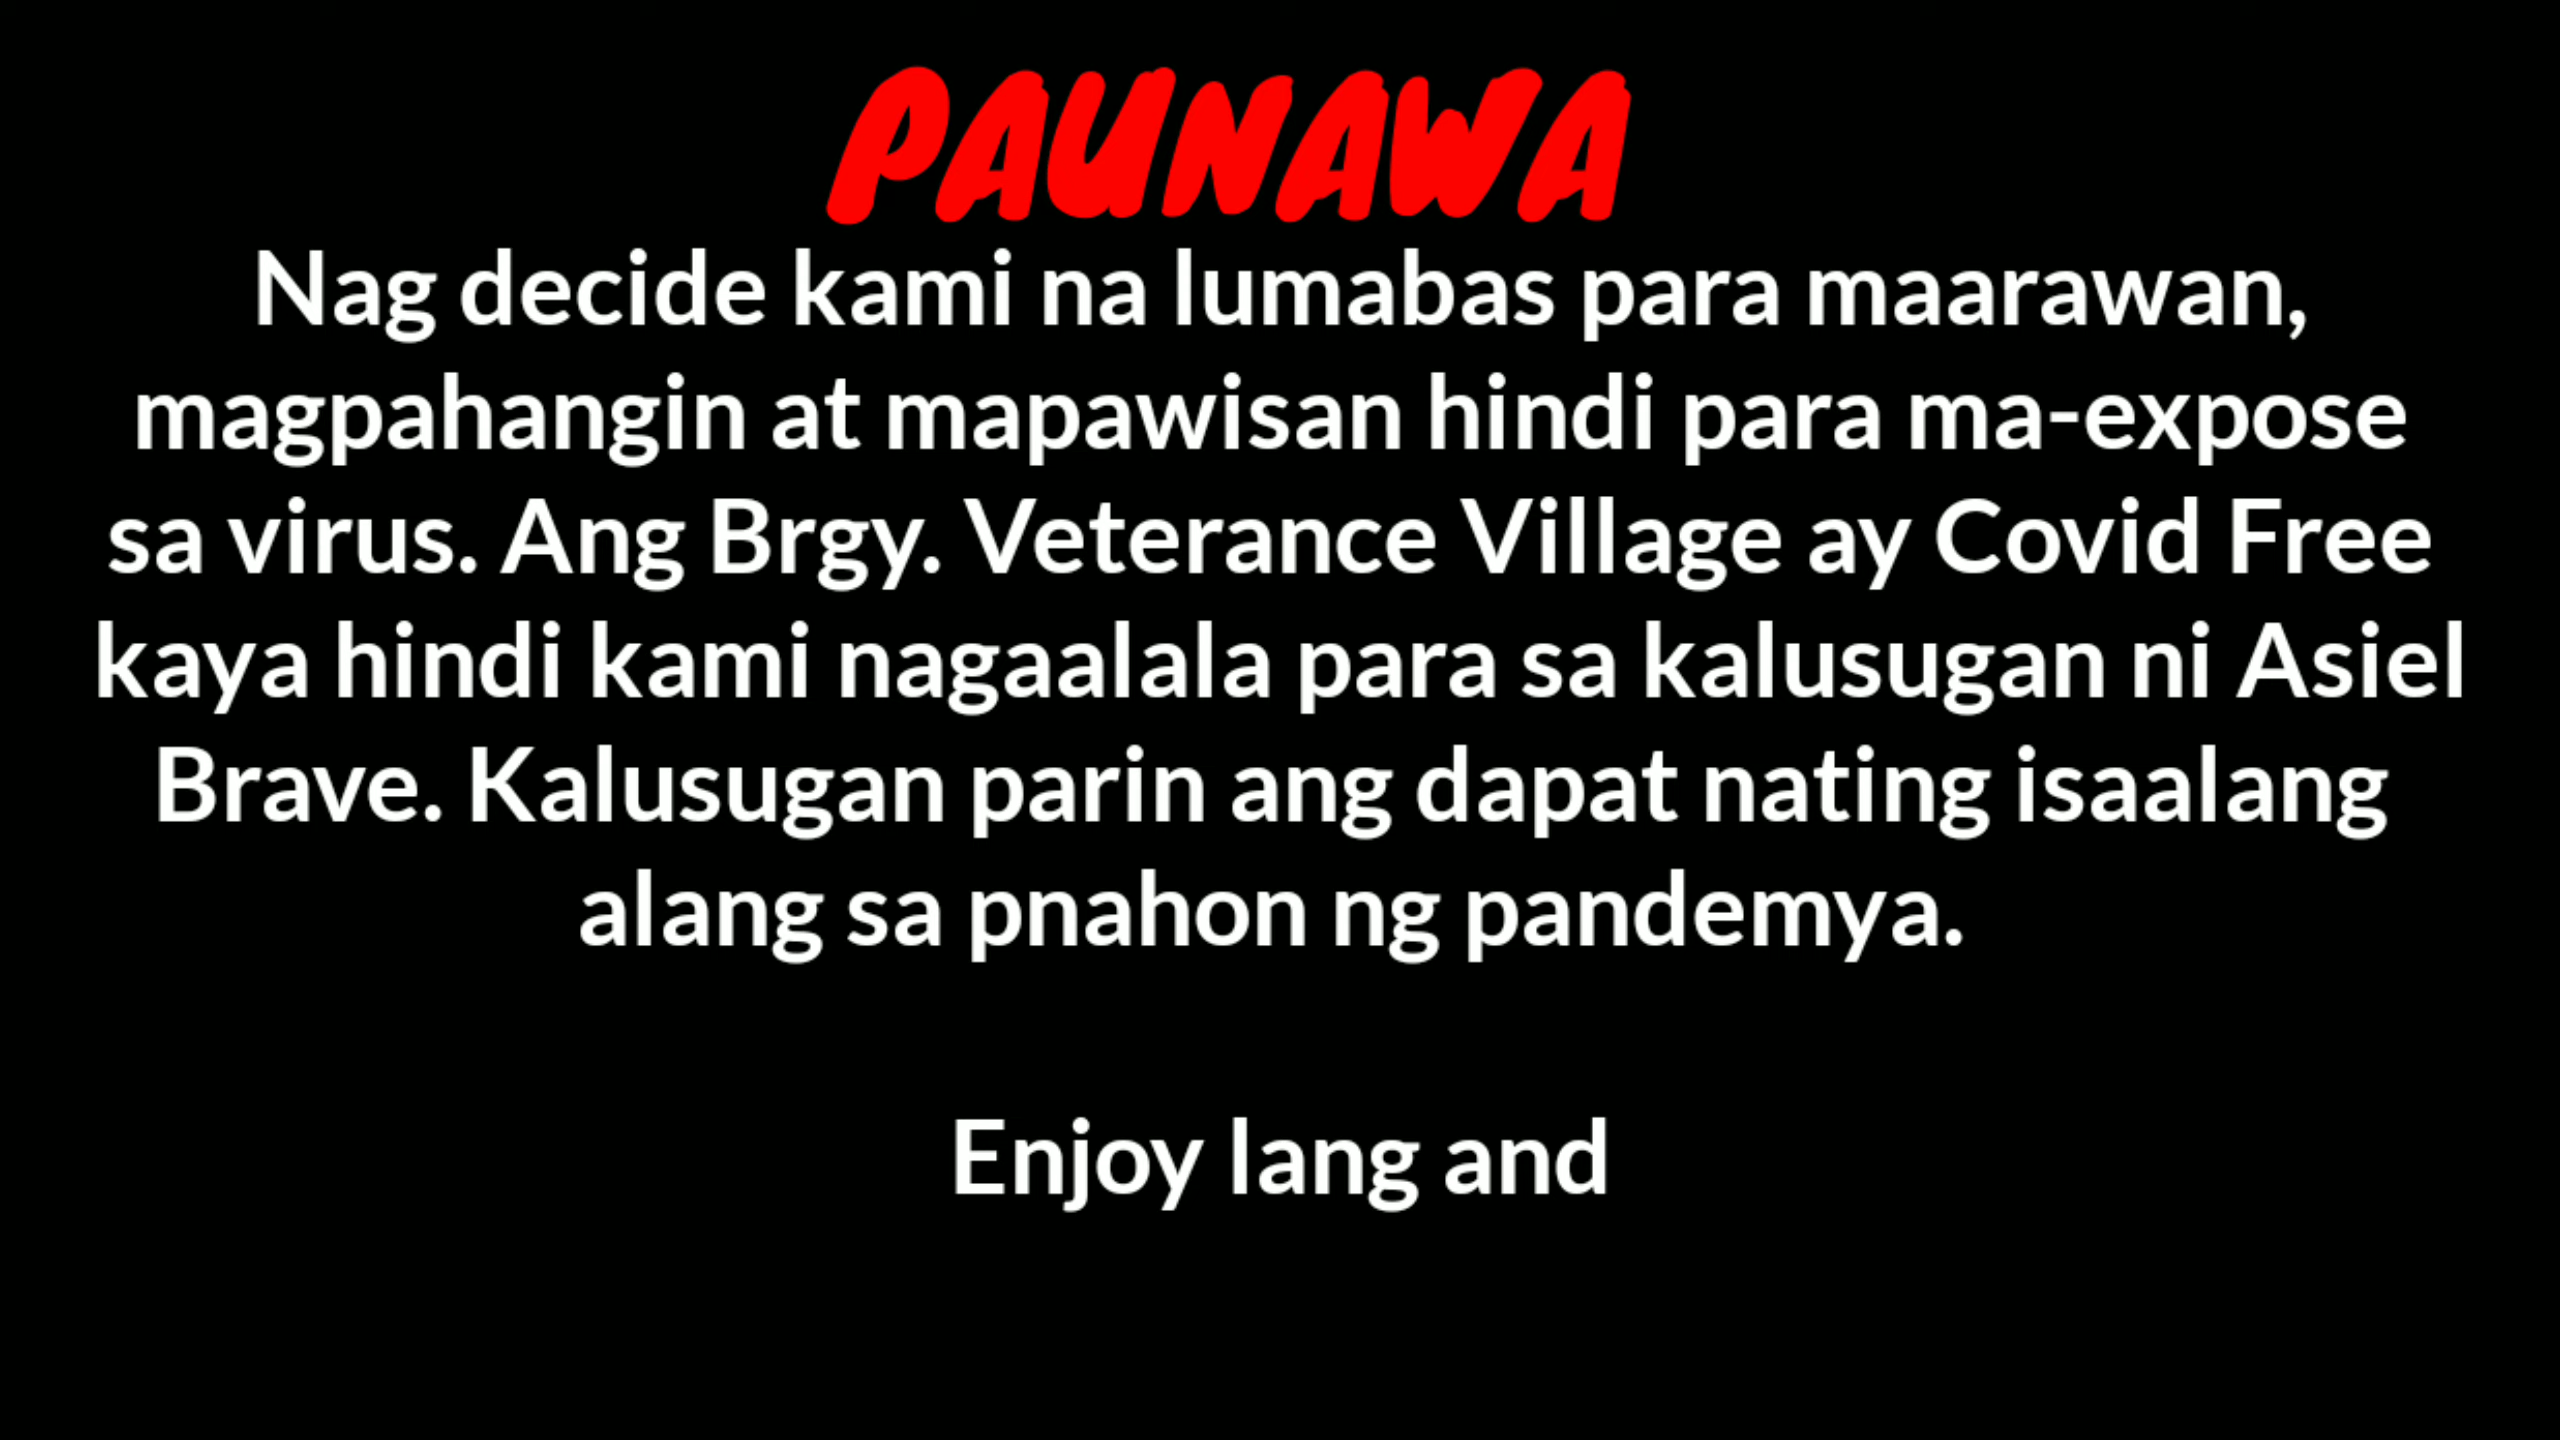 PAUNAWA
Nag decide kami na lumabas para maarawan,
magpahangin at mapawisan hindi para ma-expose
sa virus. Ang Brgy. Veterance Village ay Covid Free
kaya hindi kami nagaalala para sa kalusugan ni Asiel
Brave. Kalusugan parin ang dapat nating isaalang
alang sa pnahon ng pandemya.
Enjoy lang and